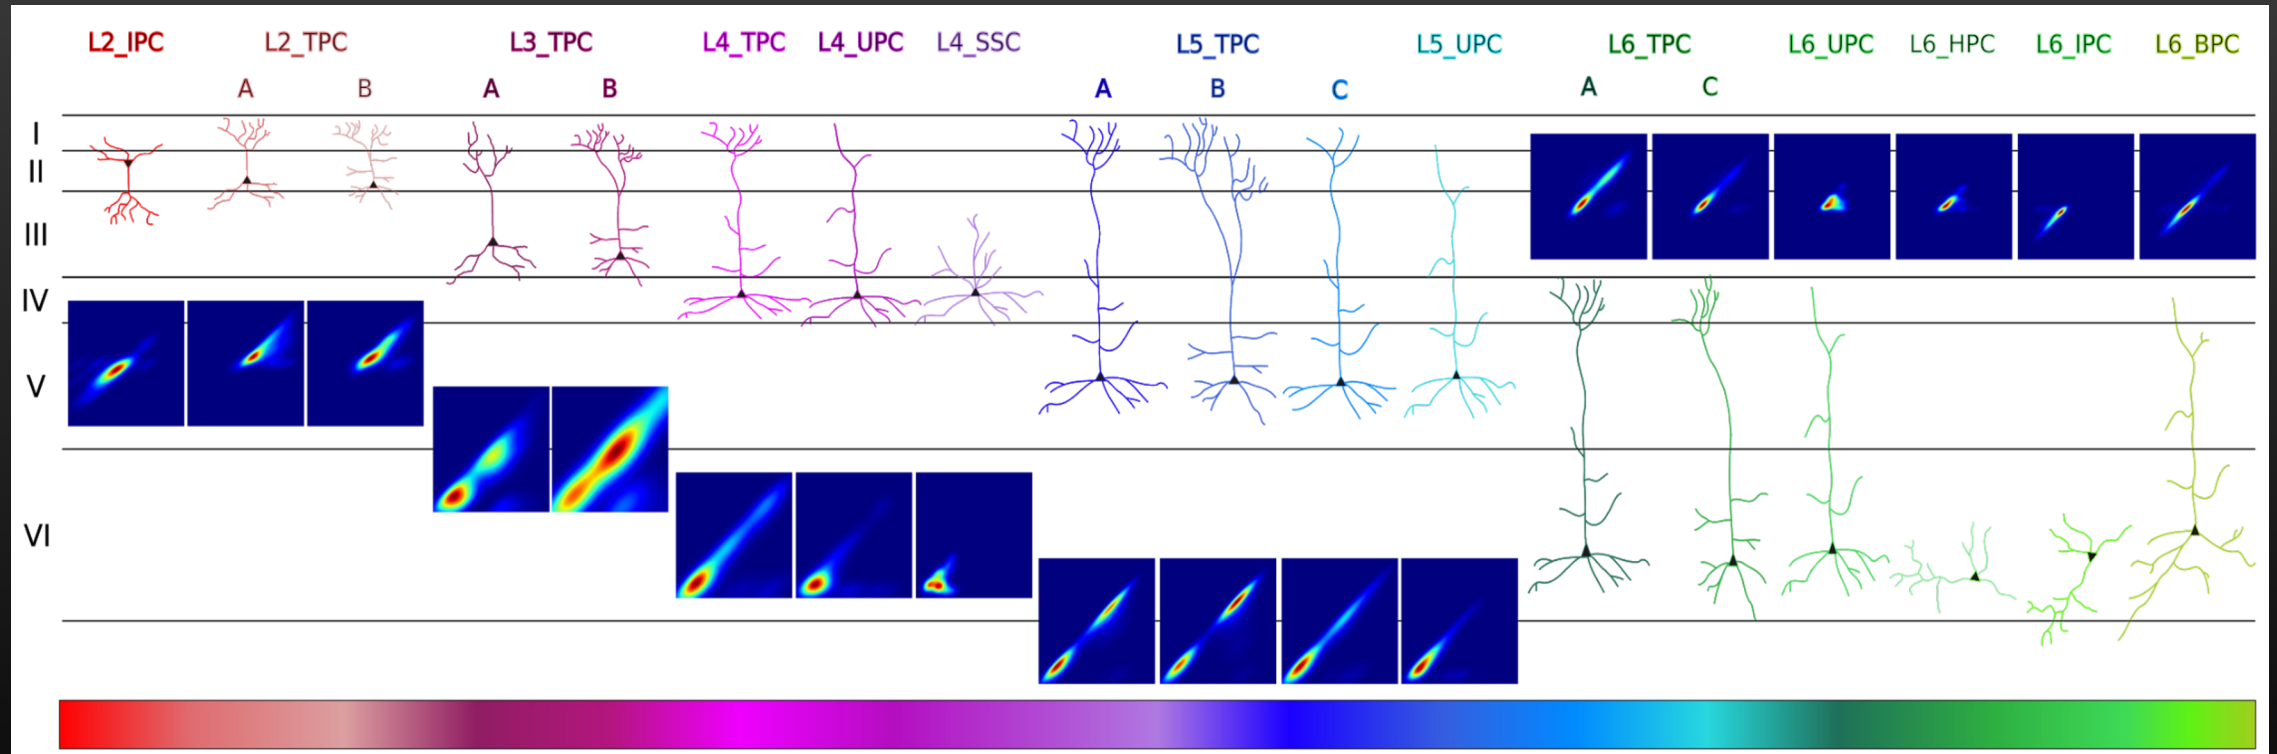 L2_IPC L2_TPC L3_TPC L4_TPC L4_UPC L4_SSC L5_TPC L5_UPC L6_TPC L6_UPC L6_HPC L6_IPC L6_BPC
A B A B A B C A C
I
II
III
IV
V
VI